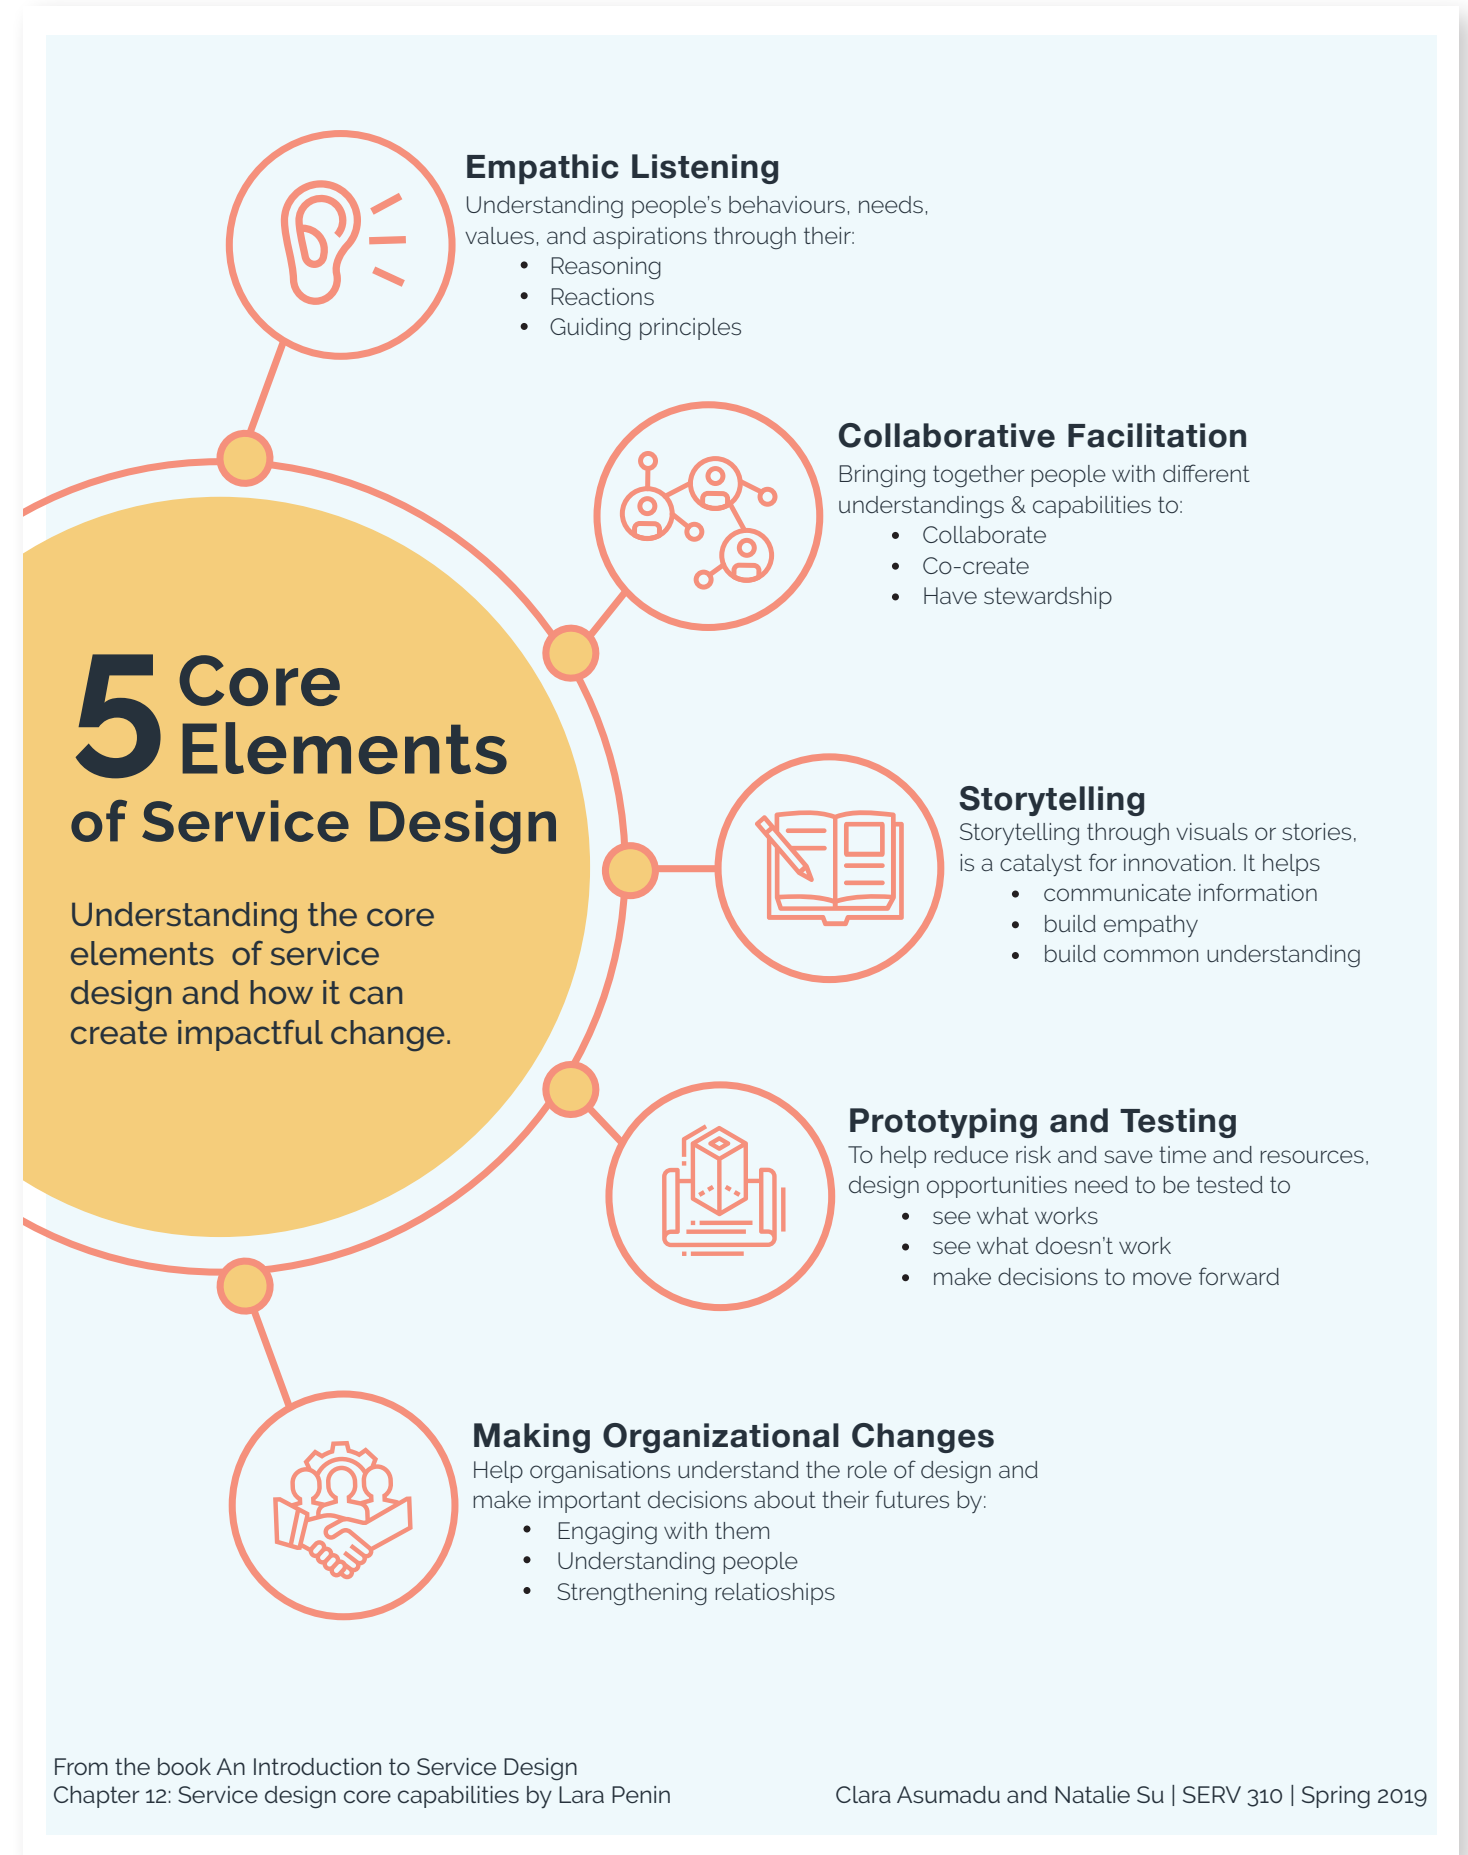 Empathic Listening
Understanding people's behaviours, needs,
values, and aspirations through their:
• Reasoning
• Reactions
• Guiding principles
Collaborative Facilitation
Bringing together people with different
understandings & capabilities to:
• Collaborate
• Co-create
• Have stewardship
5 Core
Elements
of Service Design
Understanding the core
elements of service
design and how it can
create impactful change.
Storytelling
Storytelling through visuals or stories,
is a catalyst for innovation. It helps
• communicate information
• build empathy
• build common understanding
Prototyping and Testing
To help reduce risk and save time and resources,
design opportunities need to be tested to
• see what works
• see what doesn't work
• make decisions to move forward
Making Organizational Changes
Help organisations understand the role of design and
make important decisions about their futures by:
• Engaging with them
• Understanding people
• Strengthening relatioships
From the book An Introduction to Service Design
Chapter 12: Service design core capabilities by Lara Penin
Clara Asumadu and Natalie Su | SERV 310 | Spring 2019